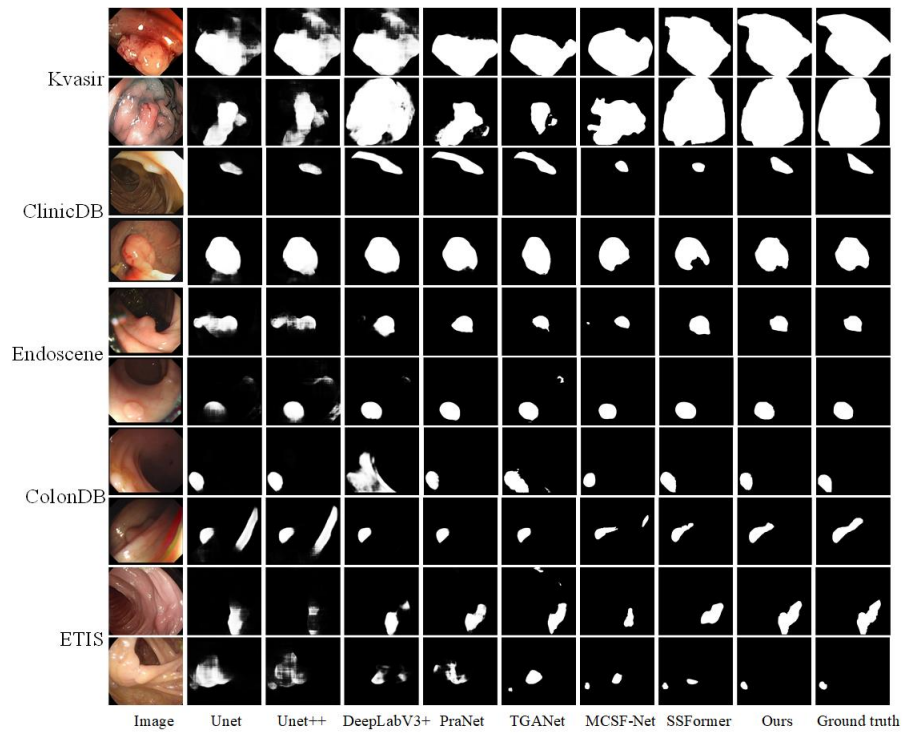 Kvasir
ClinicDB
Endoscene
ColonDB
ETIS
Image Unet Unet++ DeepLabV3+ PraNet TGANet MCSF-Net SSFormer Ours Ground truth